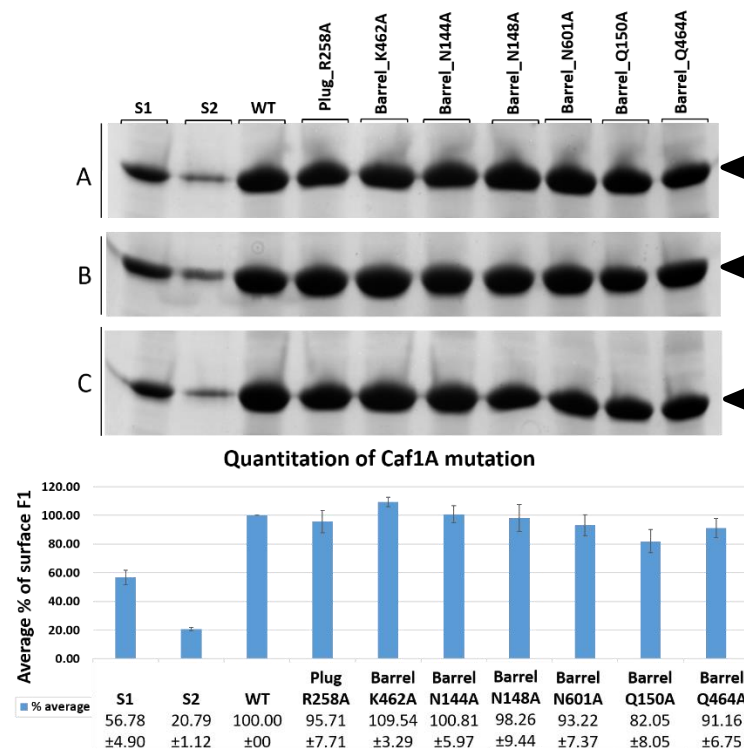 S1 S2 WT Plug_R258A Barrel_K462A Barrel_N144A Barrel_N148A Barrel_N601A Barrel_Q150A Barrel_Q464A
A
B
C
Quantitation of Caf1A mutation
Average % of surface F1
120.00
100.00
80.00
60.00
40.00
20.00
0.00
Plug Barrel Barrel Barrel Barrel Barrel Barrel
S1 S2 WT R258A K462A N144A N148A N601A Q150A Q464A
% average 56.78 20.79 100.00 95.71 109.54 100.81 98.26 93.22 82.05 91.16
±4.90 ±1.12 ±00 ±7.71 ±3.29 ±5.97 ±9.44 ±7.37 ±8.05 ±6.75